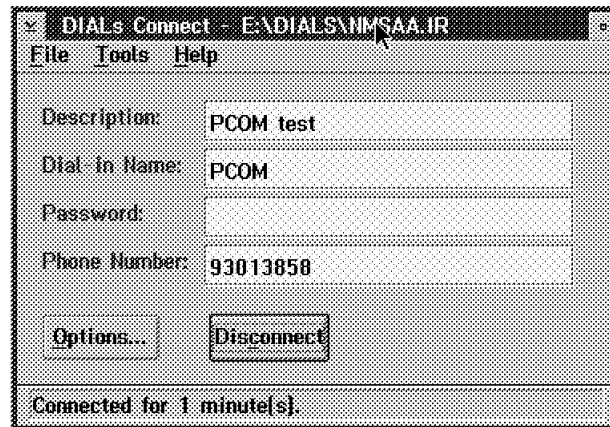 DIALs Connect - E:\DIALS\NMSAA.IR
File Tools Help
Description: PCOM test
Dial-in Name: PCOM
Password:
Phone Number: 93013858
Options... Disconnect
Connected for 1 minute(s).